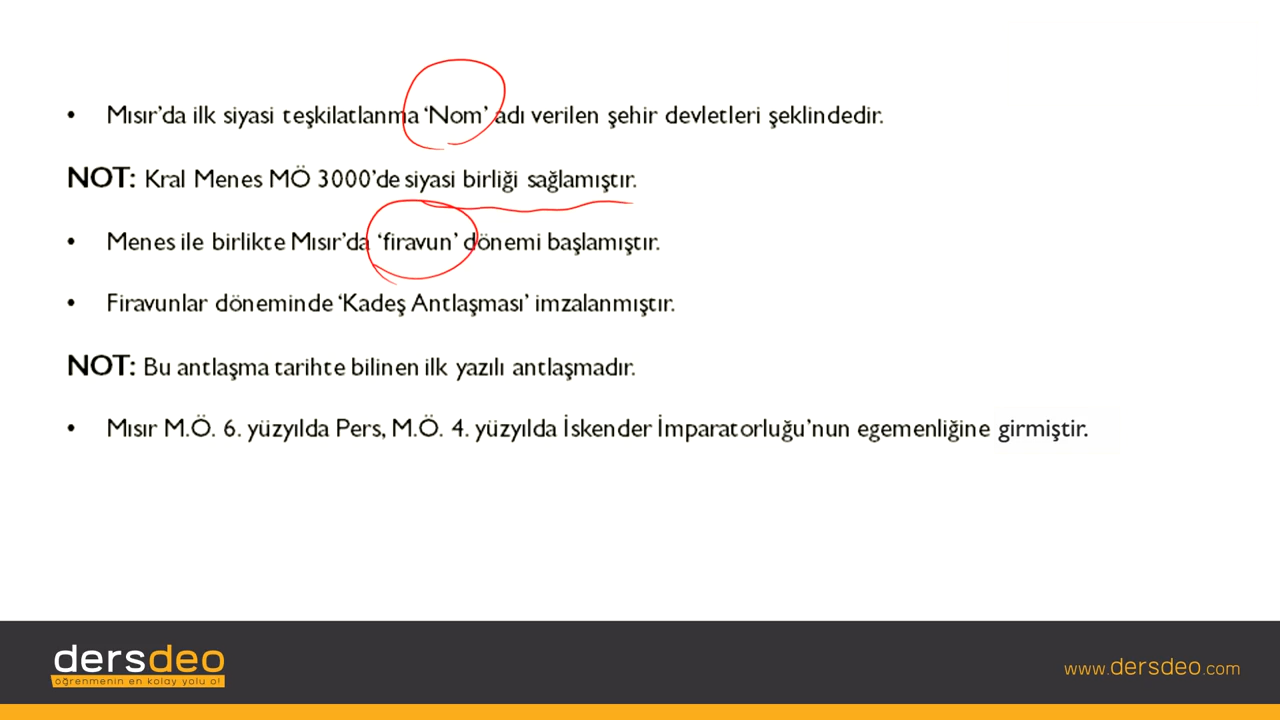 • Mısır’da ilk siyasi teşkilatlanma ‘Nom’ adı verilen şehir devletleri şeklindedir.
NOT: Kral Menes MÖ 3000’de siyasi birliği sağlamıştır.
• Menes ile birlikte Mısır’da ‘firavun’ dönemi başlamıştır.
• Firavunlar döneminde ‘Kadeş Antlaşması’ imzalanmıştır.
NOT: Bu antlaşma tarihte bilinen ilk yazılı antlaşmadır.
• Mısır M.Ö. 6. yüzyılda Pers, M.Ö. 4. yüzyılda İskender İmparatorluğu’nun egemenliğine girmiştir.
dersdeo
öğrenmenin en kolay yolu o!
www.dersdeo.com